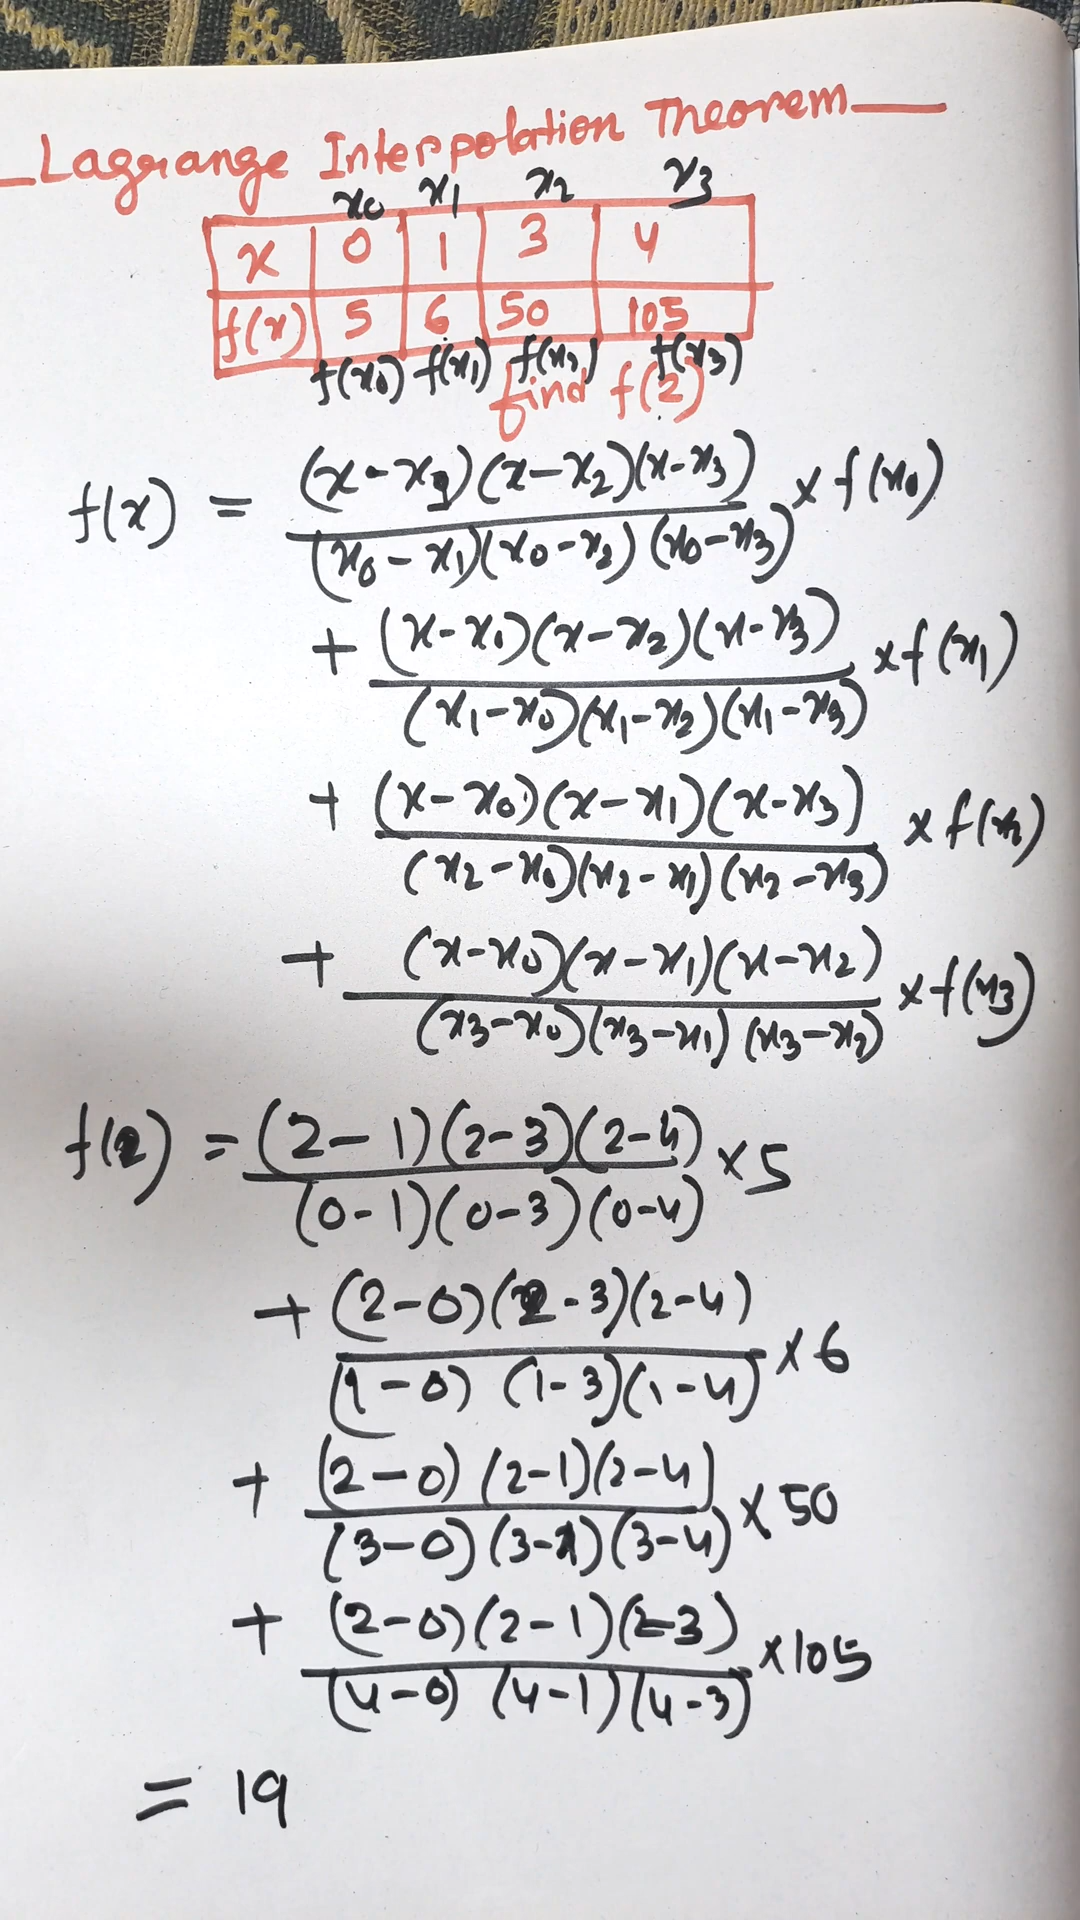 Lagrange Interpolation Theorem
x0 x1 x2 x3
x 0 1 3 4
f(x) 5 6 50 105
f(x0) f(x1) f(x2) f(x3)
find f(2)
f(x) = (x-x1)(x-x2)(x-x3) × f(x0)
(x0-x1)(x0-x2)(x0-x3)
+ (x-x0)(x-x2)(x-x3) × f(x1)
(x1-x0)(x1-x2)(x1-x3)
+ (x-x0)(x-x1)(x-x3) × f(x2)
(x2-x0)(x2-x1)(x2-x3)
+ (x-x0)(x-x1)(x-x2) × f(x3)
(x3-x0)(x3-x1)(x3-x2)
f(2) = (2-1)(2-3)(2-4) × 5
(0-1)(0-3)(0-4)
+ (2-0)(2-3)(2-4) × 6
(1-0)(1-3)(1-4)
+ (2-0)(2-1)(2-4) × 50
(3-0)(3-1)(3-4)
+ (2-0)(2-1)(2-3) × 105
(4-0)(4-1)(4-3)
= 19